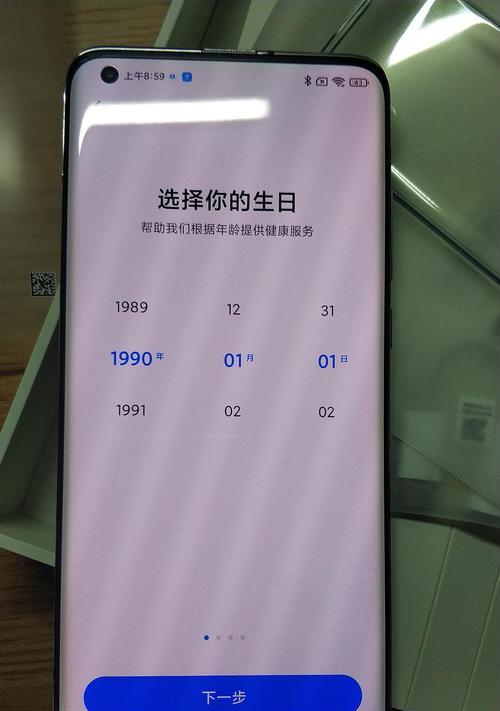 上午8:59
43
选择你的生日
帮助我们根据年龄提供健康服务
1989 12 31
1990年 01月 01日
1991 02 02
下一步